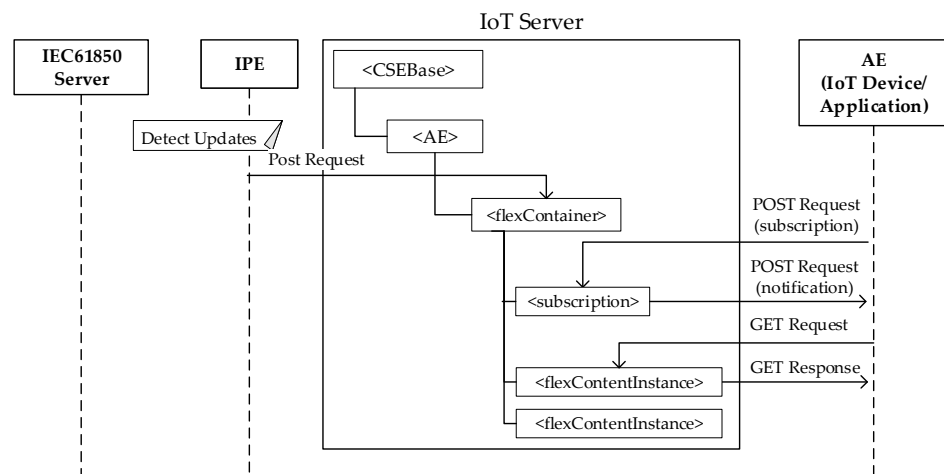 IoT Server
IEC61850
Server
IPE
AE
(IoT Device/
Application)
<CSEBase>
Detect Updates
<AE>
Post Request
<flexContainer>
POST Request
(subscription)
POST Request
(notification)
<subscription>
GET Request
<flexContentInstance>
GET Response
<flexContentInstance>